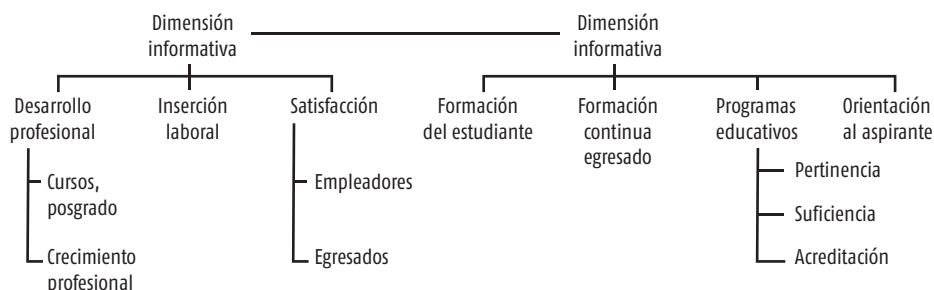 Dimensión
informativa
Dimensión
informativa
Desarrollo
profesional
Inserción
laboral
Satisfacción
Formación
del estudiante
Formación
continua
egresado
Programas
educativos
Orientación
al aspirante
Cursos,
posgrado
Crecimiento
profesional
Empleadores
Egresados
Pertinencia
Suficiencia
Acreditación